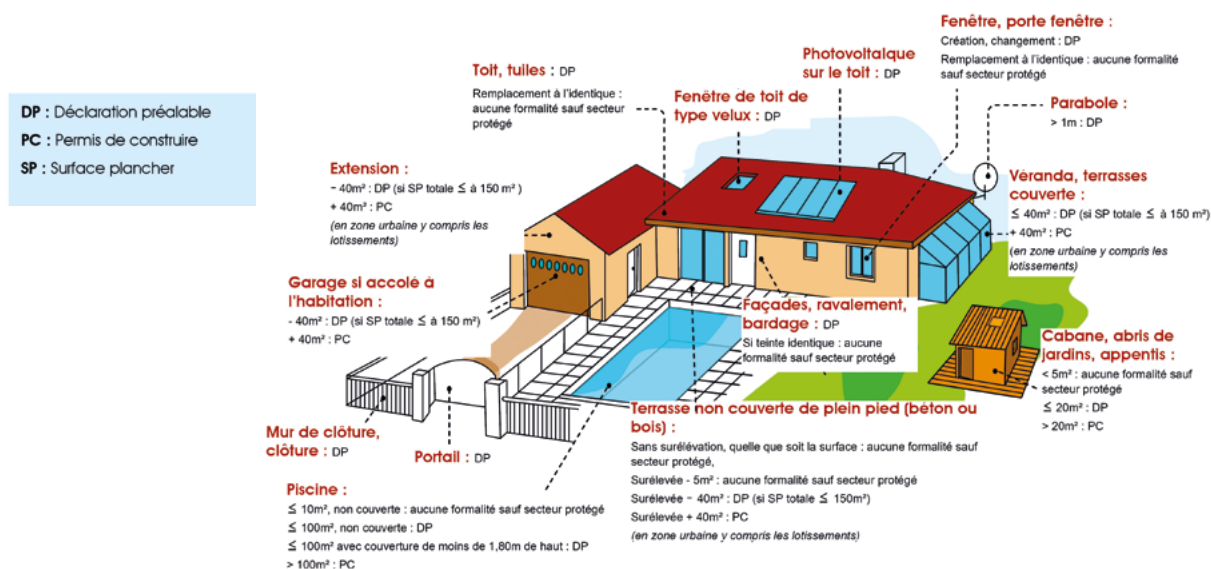 DP : Déclaration préalable
PC : Permis de construire
SP : Surface plancher
Toit, tuiles : DP
Remplacement à l'identique :
aucune formalité sauf secteur
protégé
Fenêtre de toit de
type velux : DP
Photovoltaïque
sur le toit : DP
Fenêtre, porte fenêtre :
Création, changement : DP
Remplacement à l'identique : aucune formalité
sauf secteur protégé
Parabole :
> 1m : DP
Extension :
- 40m² : DP (si SP totale ≤ à 150 m² )
+ 40m² : PC
(en zone urbaine y compris les
lotissements)
Véranda, terrasses
couverte :
≤ 40m² : DP (si SP totale ≤ à 150 m²)
+ 40m² : PC
(en zone urbaine y compris les
lotissements)
Garage si accolé à
l'habitation :
- 40m² : DP (si SP totale ≤ à 150 m²)
+ 40m² : PC
Façades, ravalement,
bardage : DP
Si teinte identique : aucune
formalité sauf secteur protégé
Cabane, abris de
jardins, appentis :
< 5m² : aucune formalité sauf
secteur protégé
≤ 20m² : DP
> 20m² : PC
Mur de clôture,
clôture : DP
Portail : DP
Terrasse non couverte de plein pied (béton ou
bois) :
Sans surélévation, quelle que soit la surface : aucune formalité sauf
secteur protégé,
Surélevée - 5m² : aucune formalité sauf secteur protégé
Surélevée - 40m² : DP (si SP totale ≤ 150m²)
Surélevée + 40m² : PC
(en zone urbaine y compris les lotissements)
Piscine :
≤ 10m², non couverte : aucune formalité sauf secteur protégé
≤ 100m², non couverte : DP
≤ 100m² avec couverture de moins de 1,80m de haut : DP
> 100m² : PC